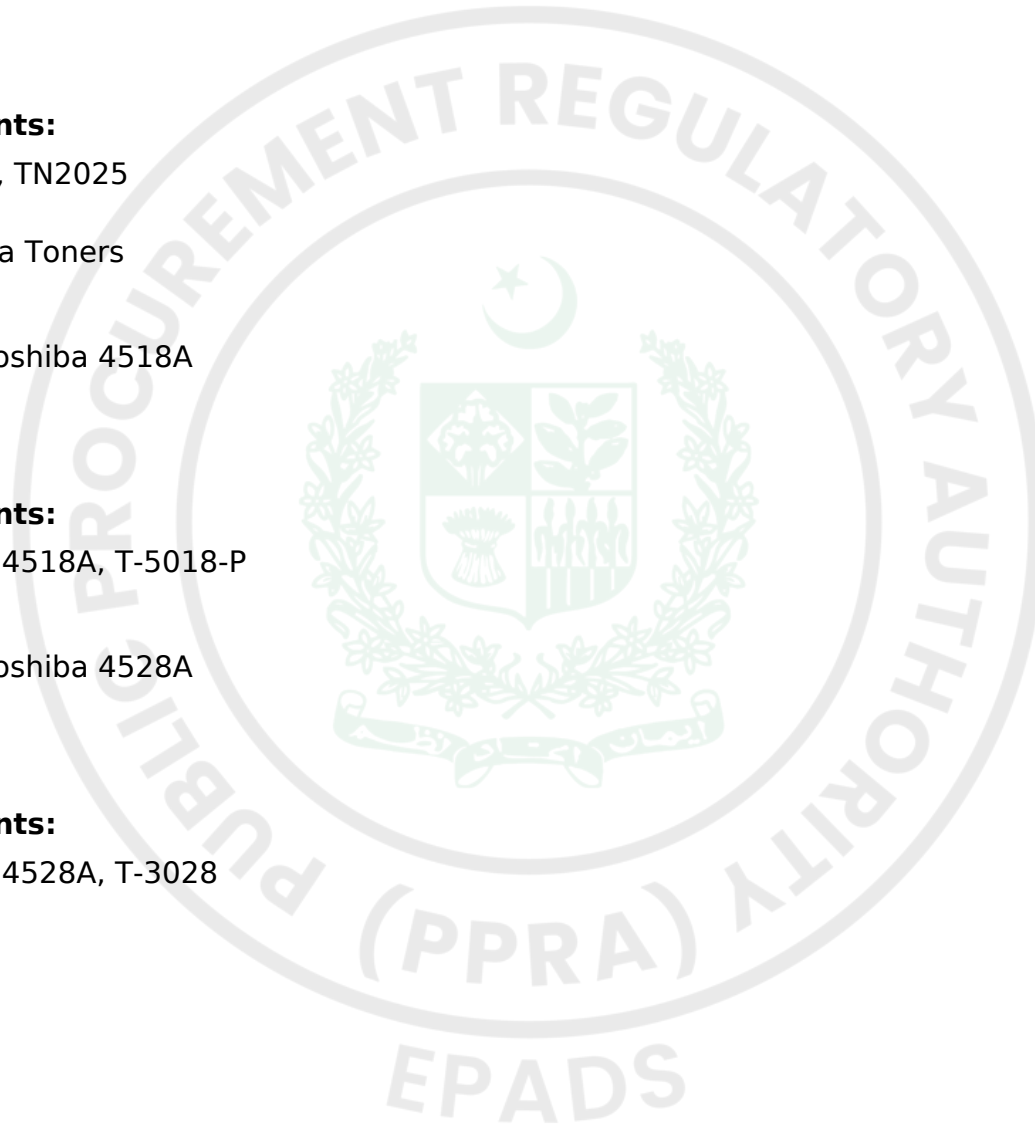 nts:
, TN2025
a Toners
oshiba 4518A
nts:
4518A, T-5018-P
oshiba 4528A
nts:
4528A, T-3028
PUBLIC PROCUREMENT REGULATORY AUTHORITY
(PPRA)
EPADS